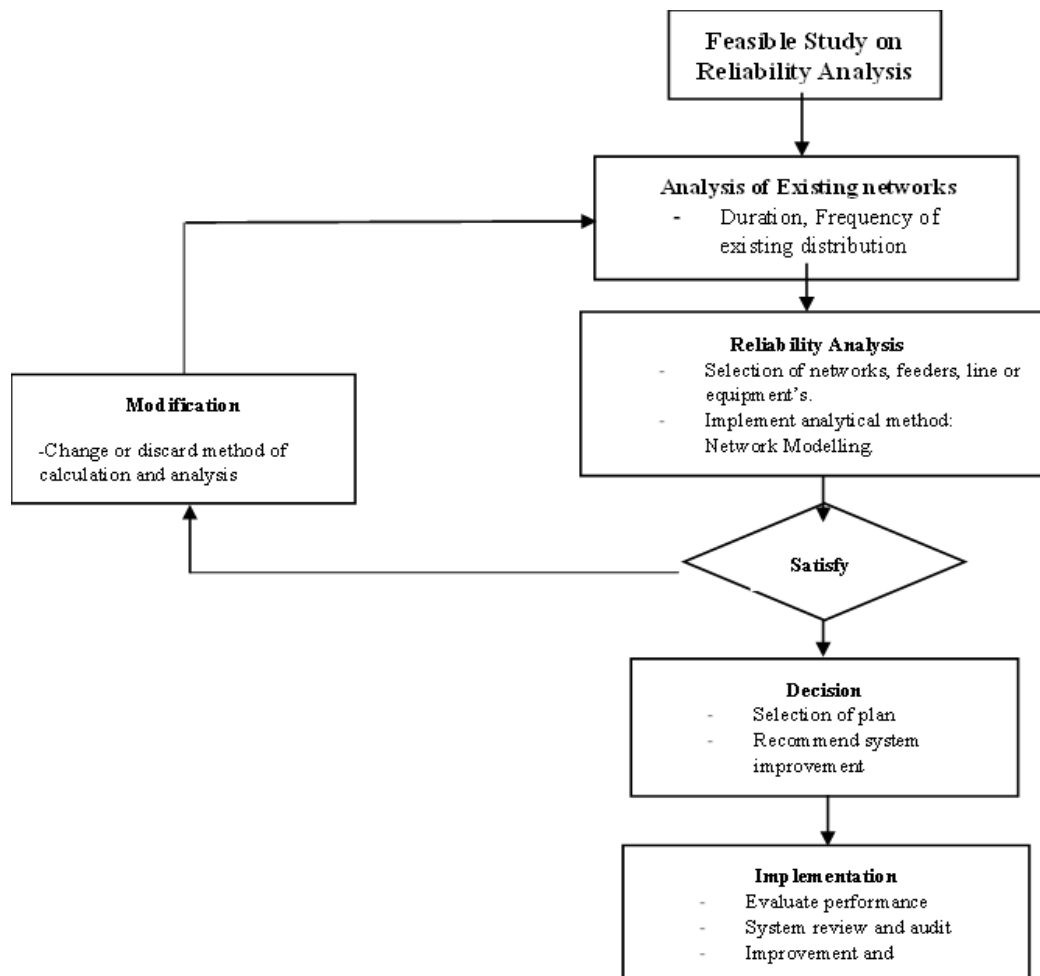 Feasible Study on
Reliability Analysis
Analysis of Existing networks
- Duration, Frequency of
existing distribution
Reliability Analysis
- Selection of networks, feeders, line or
equipment's.
- Implement analytical method:
Network Modelling.
Modification
-Change or discard method of
calculation and analysis
Satisfy
Decision
- Selection of plan
- Recommend system
improvement
Implementation
- Evaluate performance
- System review and audit
- Improvement and